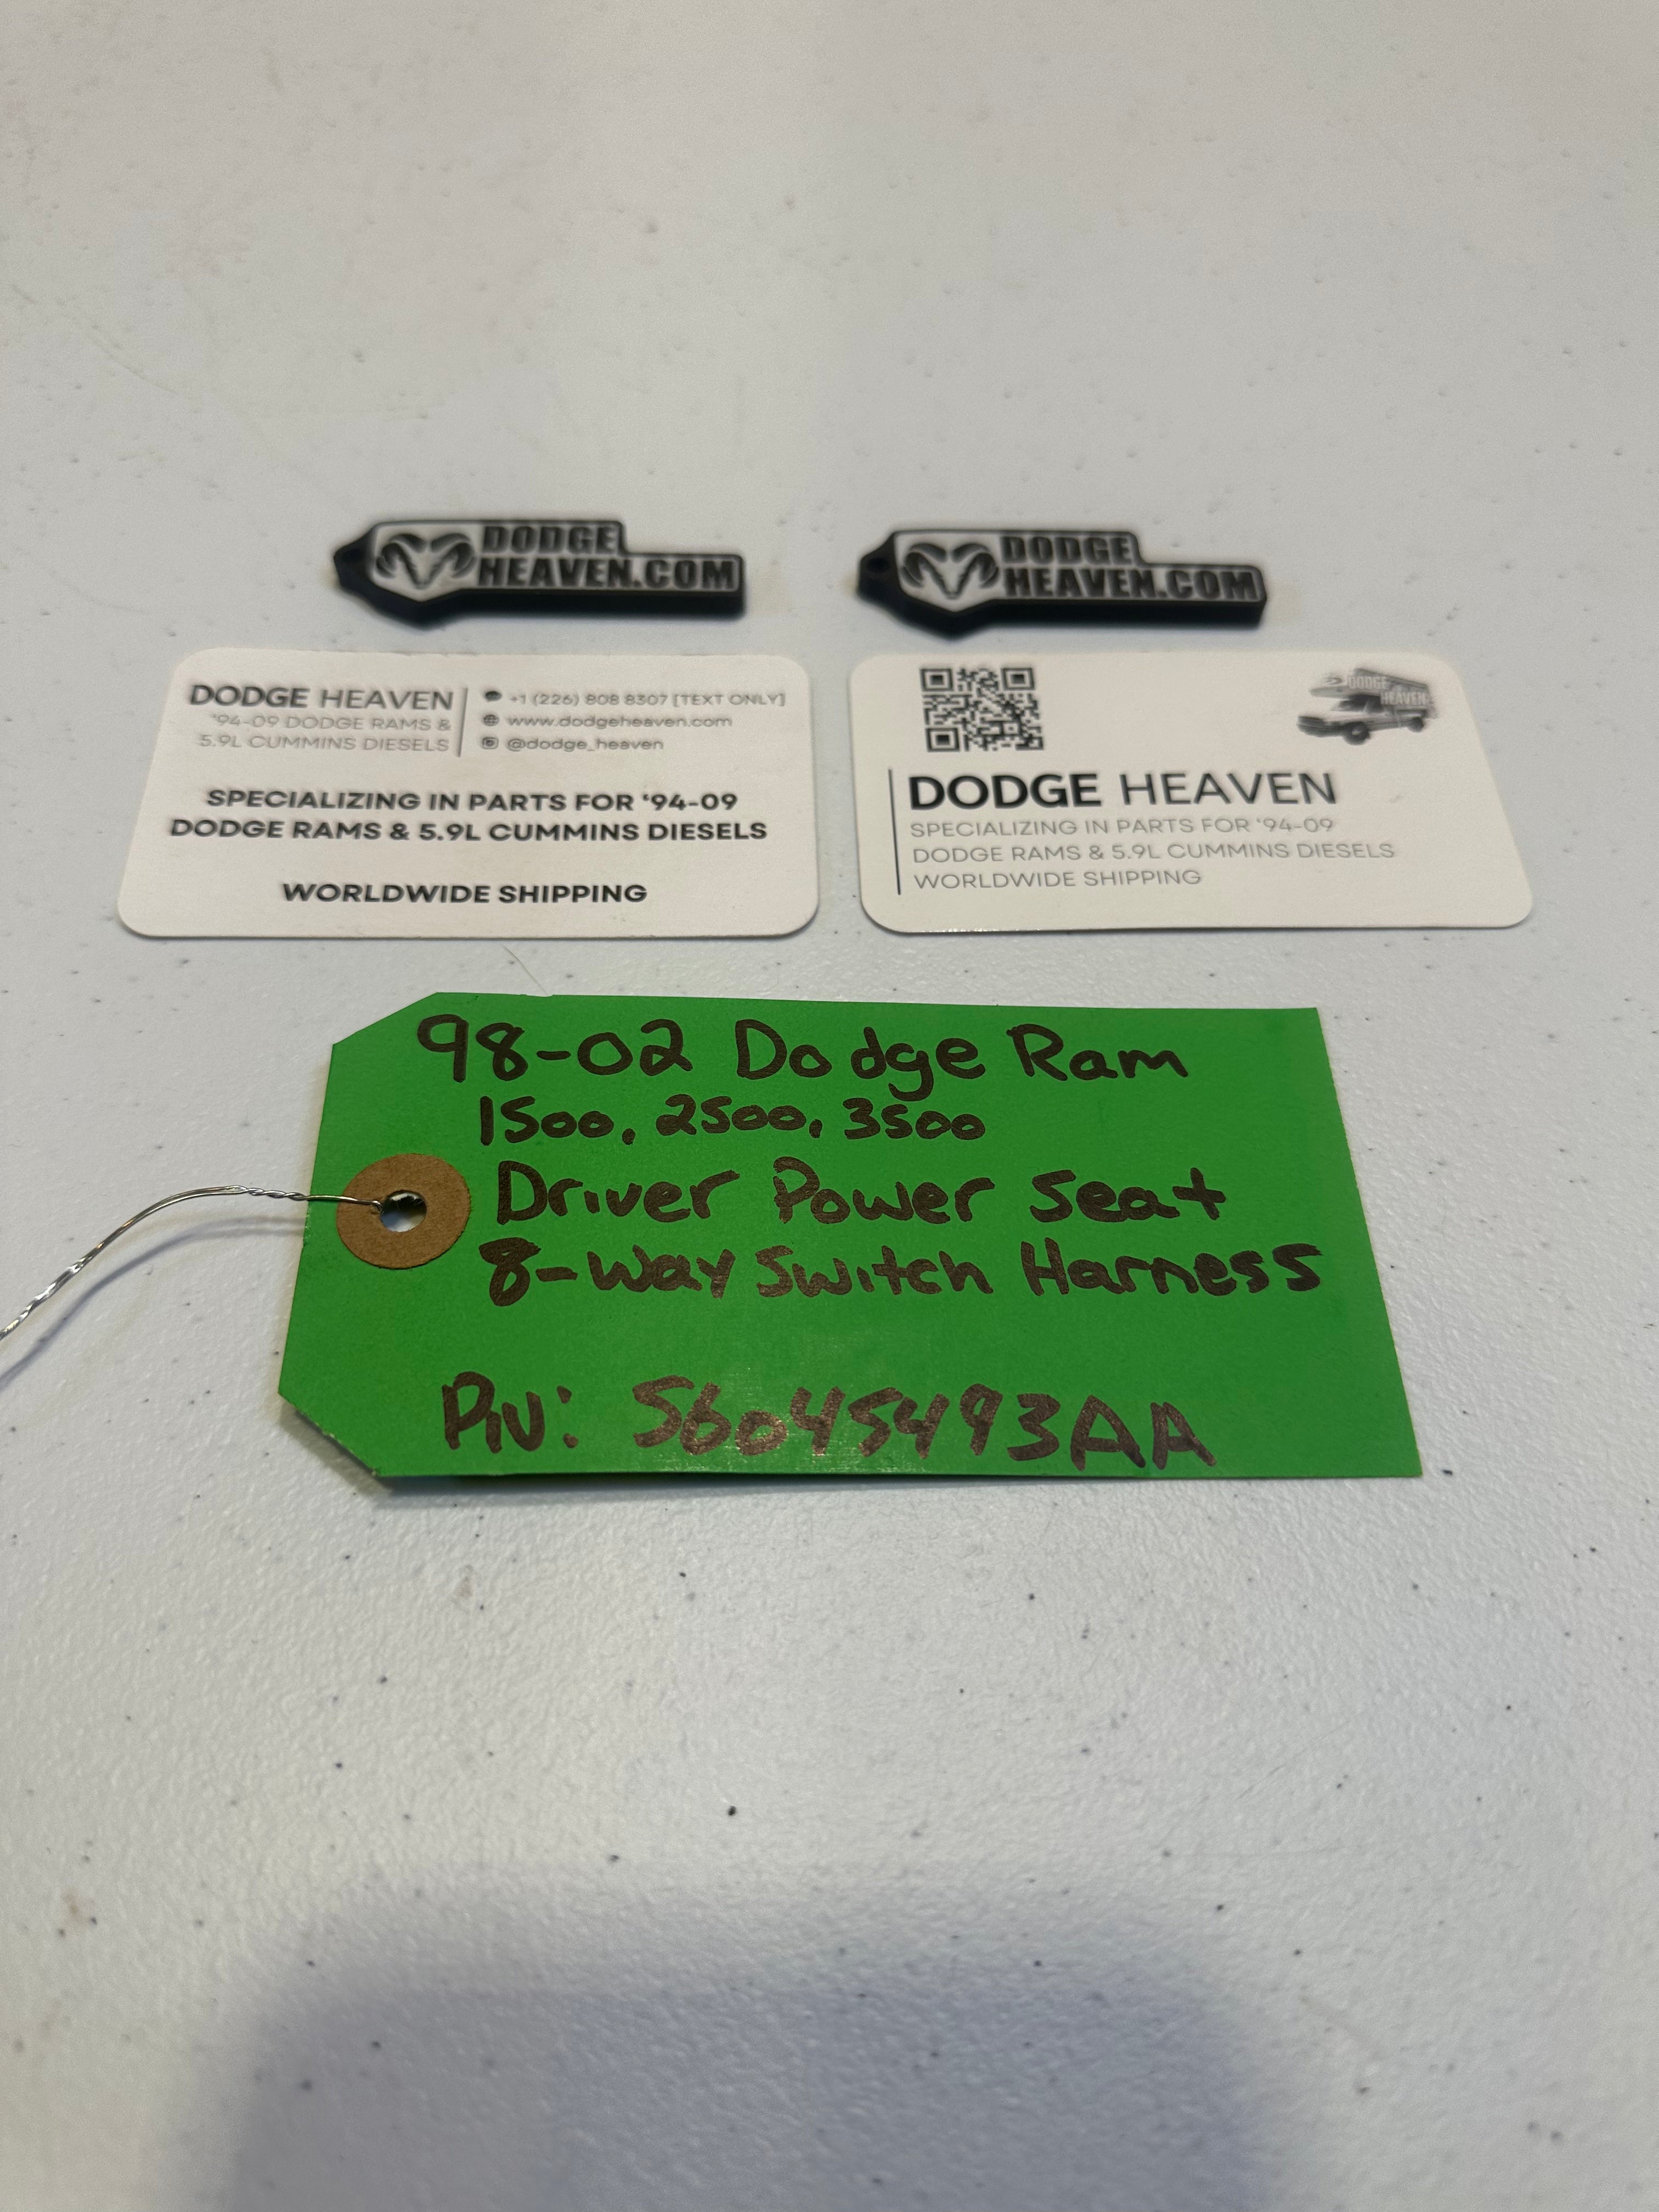 DODGE
HEAVEN.COM
DODGE
HEAVEN.COM
DODGE HEAVEN
'94-09 DODGE RAMS &
5.9L CUMMINS DIESELS
+1 (226) 808 8307 [TEXT ONLY]
www.dodgeheaven.com
@dodge_heaven
SPECIALIZING IN PARTS FOR '94-09
DODGE RAMS & 5.9L CUMMINS DIESELS
WORLDWIDE SHIPPING
DODGE
HEAVEN
DODGE HEAVEN
SPECIALIZING IN PARTS FOR '94-09
DODGE RAMS & 5.9L CUMMINS DIESELS
WORLDWIDE SHIPPING
98-02 Dodge Ram
1500, 2500, 3500
Driver Power Seat
8-Way Switch Harness
P/N: 56045493AA